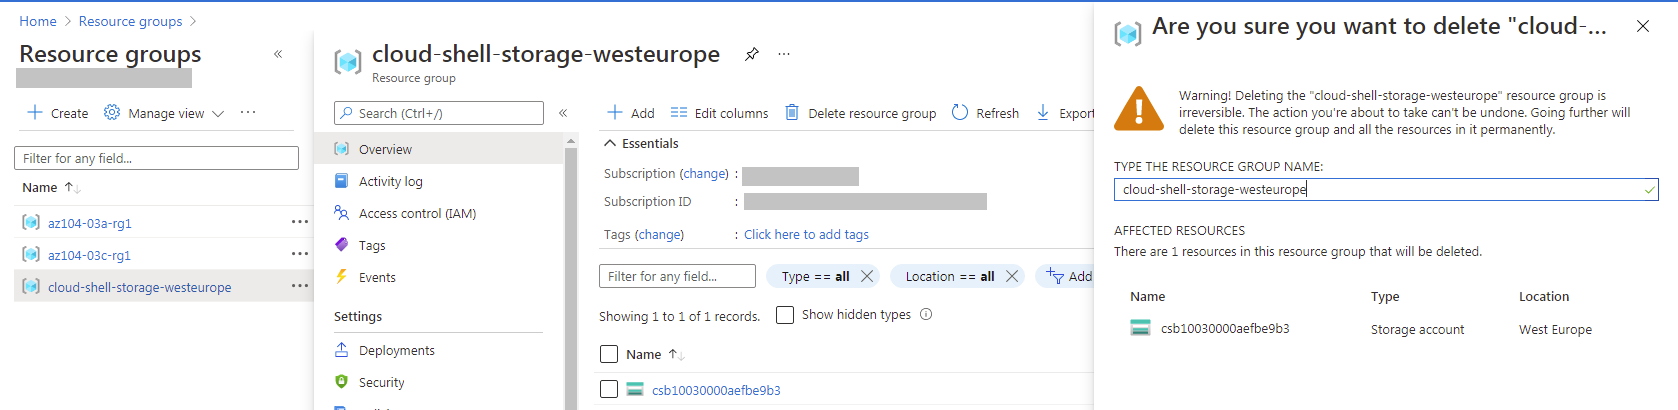 Home > Resource groups >
Resource groups
«
+ Create
Manage view
...
Filter for any field...
Name ↑↓
az104-03a-rg1
...
az104-03c-rg1
...
cloud-shell-storage-westeurope
...
cloud-shell-storage-westeurope
...
Resource group
Search (Ctrl+/)
«
Overview
Activity log
Access control (IAM)
Tags
Events
Settings
Deployments
Security
+ Add
Edit columns
Delete resource group
Refresh
Export
Essentials
Subscription (change) :
Subscription ID :
Tags (change) : Click here to add tags
Filter for any field...
Type == all
Location == all
Add
Showing 1 to 1 of 1 records.
Show hidden types
Name ↑↓
csb10030000aefbe9b3
Are you sure you want to delete "cloud-...
Warning! Deleting the "cloud-shell-storage-westeurope" resource group is
irreversible. The action you're about to take can't be undone. Going further will
delete this resource group and all the resources in it permanently.
TYPE THE RESOURCE GROUP NAME:
cloud-shell-storage-westeurope
AFFECTED RESOURCES
There are 1 resources in this resource group that will be deleted.
Name Type Location
csb10030000aefbe9b3 Storage account West Europe